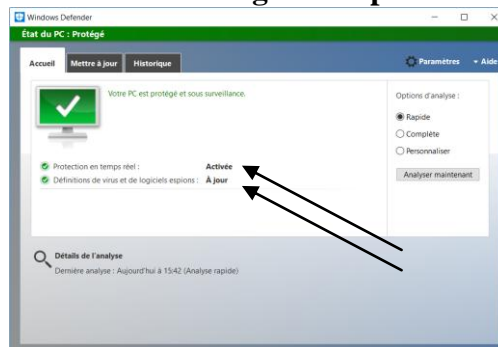 Windows Defender
État du PC : Protégé
Accueil Mettre à jour Historique Paramètres Aide
Votre PC est protégé et sous surveillance.
Options d'analyse :
Rapide
Complète
Personnaliser
Analyser maintenant
Protection en temps réel : Activée
Définitions de virus et de logiciels espions : À jour
Détails de l'analyse
Dernière analyse : Aujourd'hui à 15:42 (Analyse rapide)